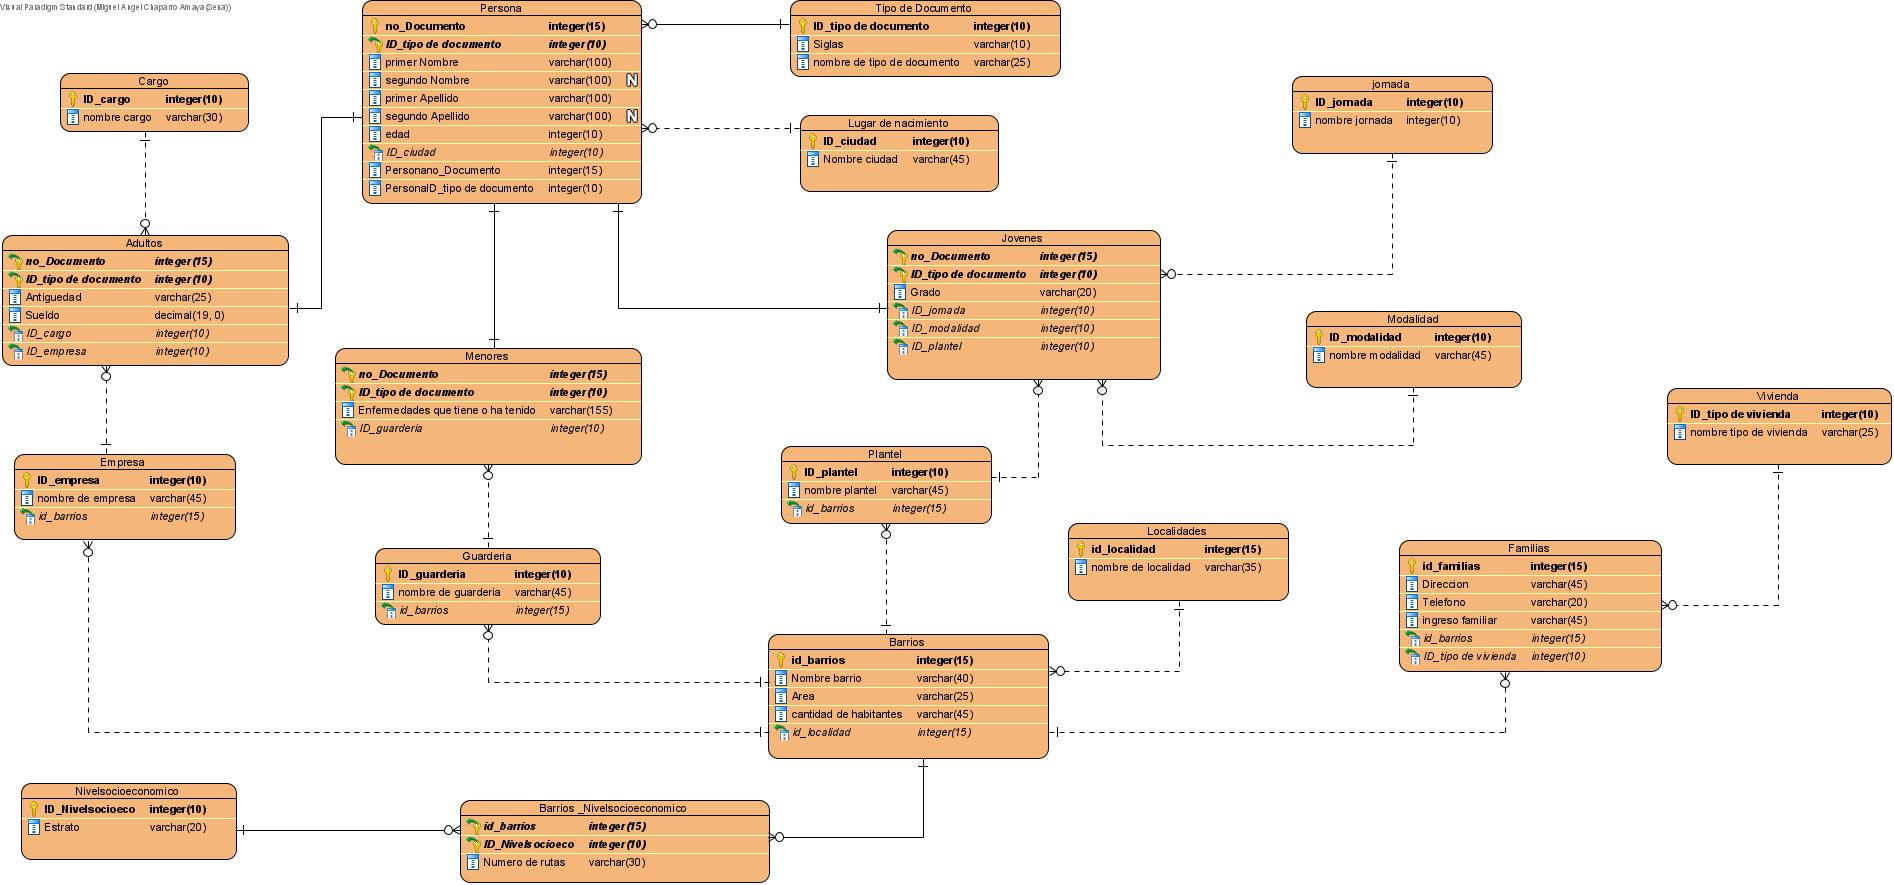 Visual Paradigm Standard (Miguel Angel Chaparro Amaya(Sena))
Persona
no_Documento integer(15)
ID_tipo de documento integer(10)
primer Nombre varchar(100)
segundo Nombre varchar(100) N
primer Apellido varchar(100)
segundo Apellido varchar(100) N
edad integer(10)
ID_ciudad integer(10)
Personano_Documento integer(15)
PersonaID_tipo de documento integer(10)
Tipo de Documento
ID_tipo de documento integer(10)
Siglas varchar(10)
nombre de tipo de documento varchar(25)
Cargo
ID_cargo integer(10)
nombre cargo varchar(30)
jornada
ID_jornada integer(10)
nombre jornada integer(10)
Lugar de nacimiento
ID_ciudad integer(10)
Nombre ciudad varchar(45)
Adultos
no_Documento integer(15)
ID_tipo de documento integer(10)
Antiguedad varchar(25)
Sueldo decimal(19, 0)
ID_cargo integer(10)
ID_empresa integer(10)
Jovenes
no_Documento integer(15)
ID_tipo de documento integer(10)
Grado varchar(20)
ID_jornada integer(10)
ID_modalidad integer(10)
ID_plantel integer(10)
Modalidad
ID_modalidad integer(10)
nombre modalidad varchar(45)
Menores
no_Documento integer(15)
ID_tipo de documento integer(10)
Enfermedades que tiene o ha tenido varchar(155)
ID_guarderia integer(10)
Vivienda
ID_tipo de vivienda integer(10)
nombre tipo de vivienda varchar(25)
Empresa
ID_empresa integer(10)
nombre de empresa varchar(45)
id_barrios integer(15)
Plantel
ID_plantel integer(10)
nombre plantel varchar(45)
id_barrios integer(15)
Localidades
id_localidad integer(15)
nombre de localidad varchar(35)
Familias
id_familias integer(15)
Direccion varchar(45)
Telefono varchar(20)
ingreso familiar varchar(45)
id_barrios integer(15)
ID_tipo de vivienda integer(10)
Guarderia
ID_guarderia integer(10)
nombre de guarderia varchar(45)
id_barrios integer(15)
Barrios
id_barrios integer(15)
Nombre barrio varchar(40)
Area varchar(25)
cantidad de habitantes varchar(45)
id_localidad integer(15)
Nivelsocioeconomico
ID_Nivelsocioeco integer(10)
Estrato varchar(20)
Barrios _Nivelsocioeconomico
id_barrios integer(15)
ID_Nivelsocioeco integer(10)
Numero de rutas varchar(30)